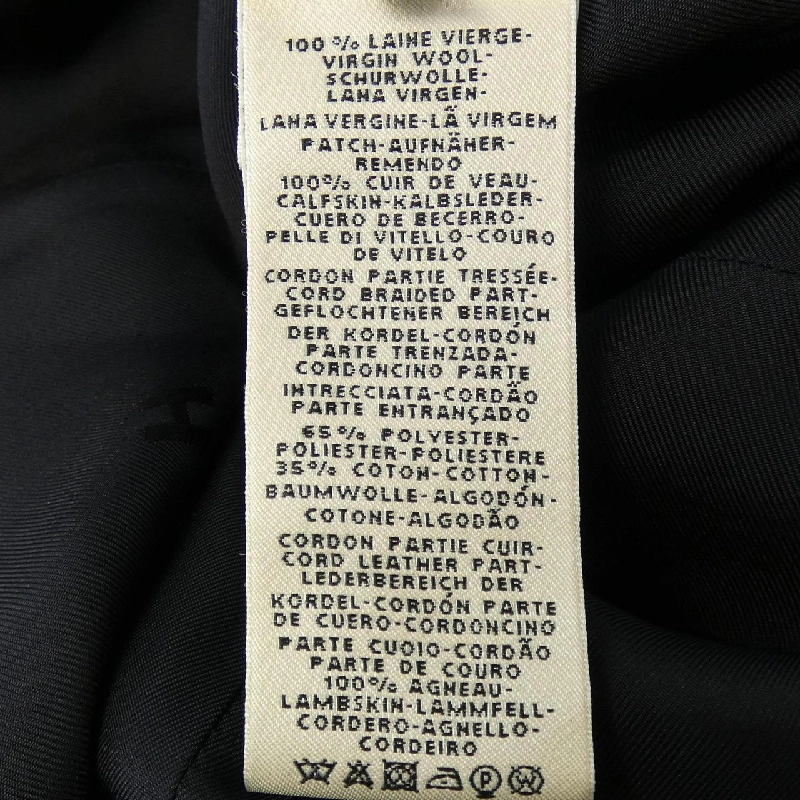 100 % LAINE VIERGE-
VIRGIN WOOL-
SCHURWOLLE-
LANA VIRGEN-
LANA VERGINE-LÃ VIRGEM
PATCH-AUFNÄHER-
REMENDO
100% CUIR DE VEAU-
CALFSKIN-KALBSLEDER-
CUERO DE BECERRO-
PELLE DI VITELLO-COURO
DE VITELO
CORDON PARTIE TRESSÉE-
CORD BRAIDED PART-
GEFLOCHTENER BEREICH
DER KORDEL-CORDÓN
PARTE TRENZADA-
CORDONCINO PARTE
INTRECCIATA-CORDÃO
PARTE ENTRANÇADO
65 % POLYESTER-
POLIESTER-POLIESTERE
35% COTON-COTTON-
BAUMWOLLE-ALGODÓN-
COTONE-ALGODÃO
CORDON PARTIE CUIR-
CORD LEATHER PART-
LEDERBEREICH DER
KORDEL-CORDÓN PARTE
DE CUERO-CORDONCINO
PARTE CUOIO-CORDÃO
PARTE DE COURO
100% AGNEAU-
LAMBSKIN-LAMMFELL-
CORDERO-AGNELLO-
CORDEIRO
P W